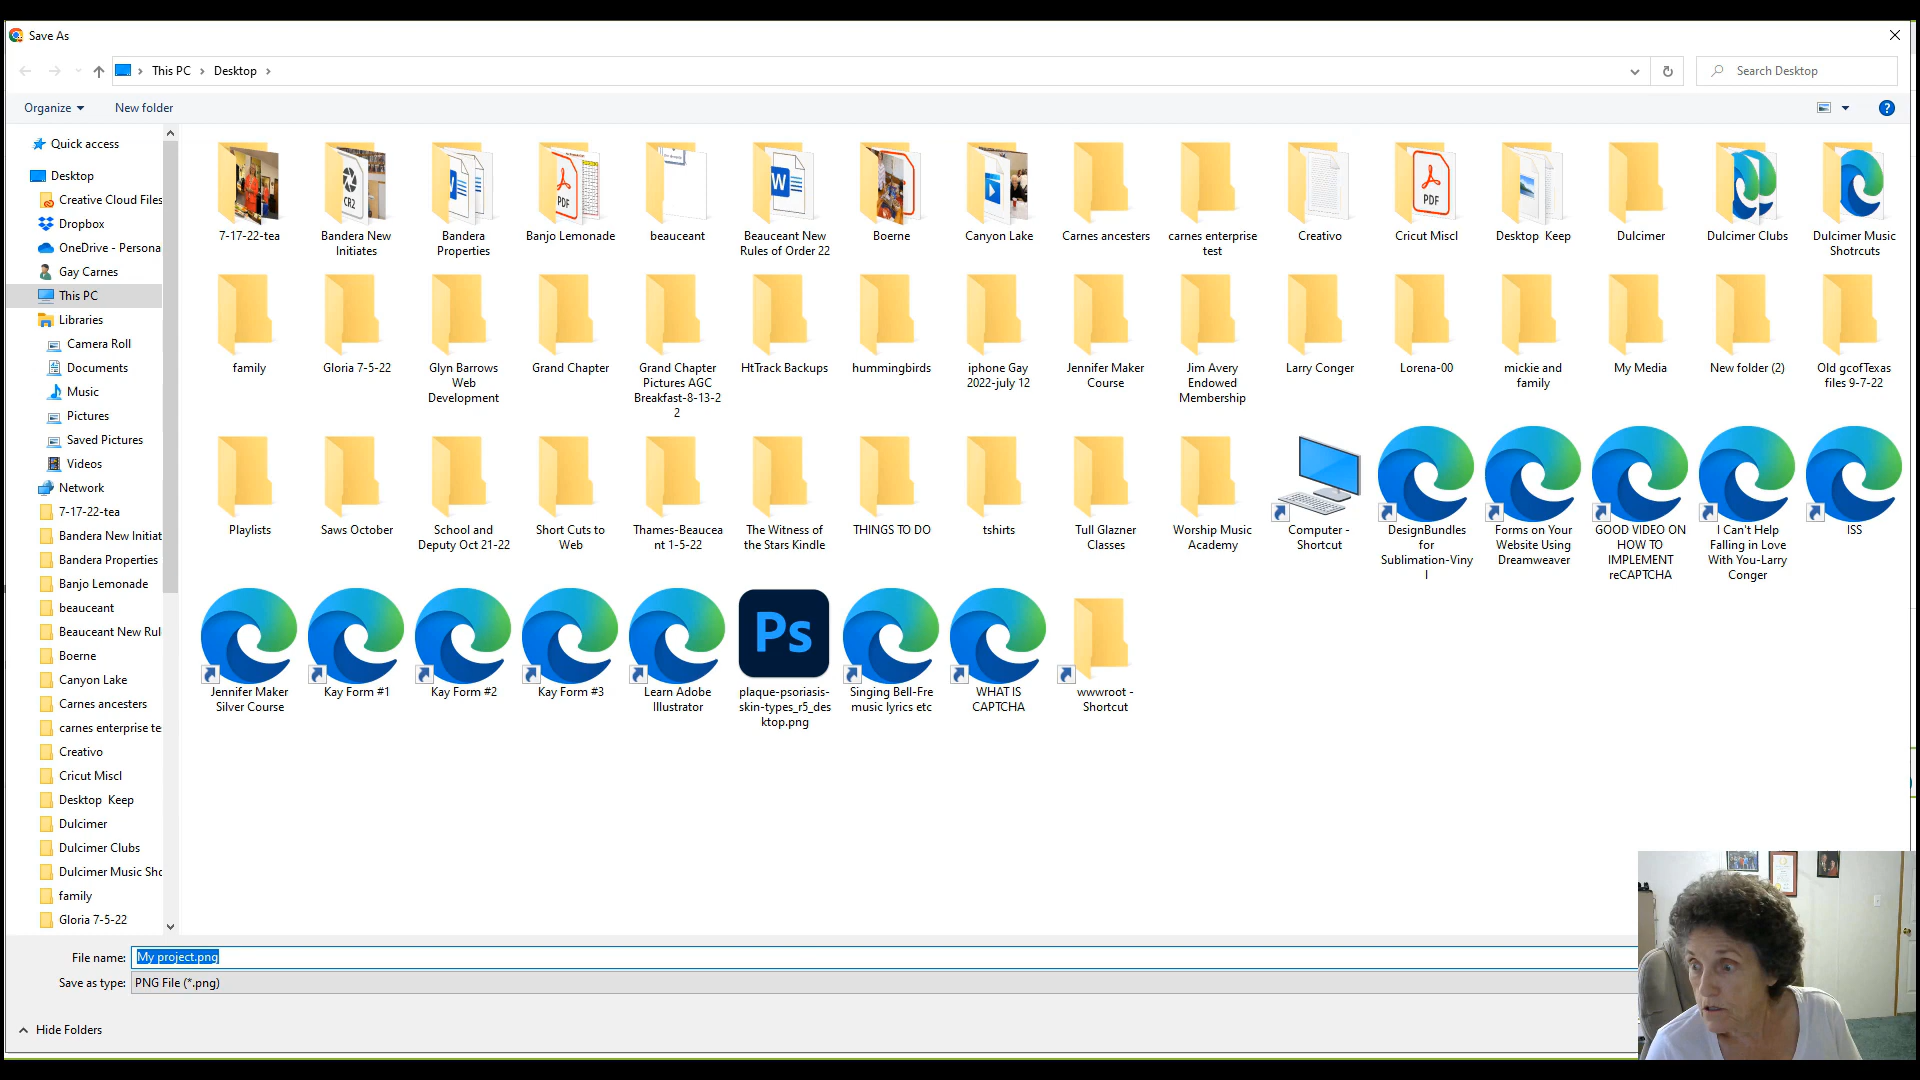 Save As
This PC
Desktop
Search Desktop
Organize
New folder
Quick access
Desktop
Creative Cloud Files
Dropbox
OneDrive - Persona
Gay Carnes
This PC
Libraries
Camera Roll
Documents
Music
Pictures
Saved Pictures
Videos
Network
7-17-22-tea
Bandera New Initiat
Bandera Properties
Banjo Lemonade
beauceant
Beauceant New Rul
Boerne
Canyon Lake
Carnes ancesters
carnes enterprise te
Creativo
Cricut Miscl
Desktop Keep
Dulcimer
Dulcimer Clubs
Dulcimer Music Sho
family
Gloria 7-5-22
CR2
PDF
W
PDF
7-17-22-tea
Bandera New
Initiates
Bandera
Properties
Banjo Lemonade
beauceant
Beauceant New
Rules of Order 22
Boerne
Canyon Lake
Carnes ancesters
carnes enterprise
test
Creativo
Cricut Miscl
Desktop Keep
Dulcimer
Dulcimer Clubs
Dulcimer Music
Shotrcuts
family
Gloria 7-5-22
Glyn Barrows
Web
Development
Grand Chapter
Grand Chapter
Pictures AGC
Breakfast-8-13-2
2
HtTrack Backups
hummingbirds
iphone Gay
2022-july 12
Jennifer Maker
Course
Jim Avery
Endowed
Membership
Larry Conger
Lorena-00
mickie and
family
My Media
New folder (2)
Old gcofTexas
files 9-7-22
Playlists
Saws October
School and
Deputy Oct 21-22
Short Cuts to
Web
Thames-Beaucea
nt 1-5-22
The Witness of
the Stars Kindle
THINGS TO DO
tshirts
Tull Glazner
Classes
Worship Music
Academy
Computer -
Shortcut
DesignBundles
for
Sublimation-Viny
l
Forms on Your
Website Using
Dreamweaver
GOOD VIDEO ON
HOW TO
IMPLEMENT
reCAPTCHA
I Can't Help
Falling in Love
With You-Larry
Conger
ISS
Ps
Jennifer Maker
Silver Course
Kay Form #1
Kay Form #2
Kay Form #3
Learn Adobe
Illustrator
plaque-psoriasis-
skin-types_r5_des
ktop.png
Singing Bell-Fre
music lyrics etc
WHAT IS
CAPTCHA
wwwroot -
Shortcut
File name: My project.png
Save as type: PNG File (*.png)
Hide Folders